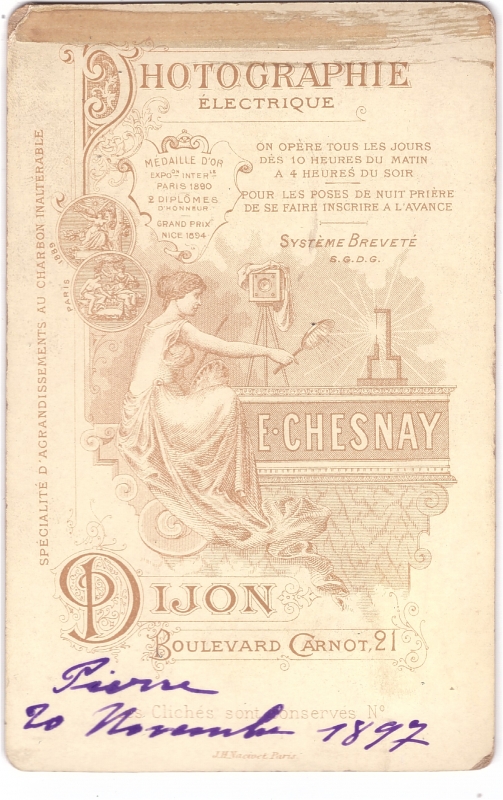 PHOTOGRAPHIE
ÉLECTRIQUE
MÉDAILLE D'OR
EXPOON INTERLE
PARIS 1890
2 DIPLÔMES
D'HONNEUR
GRAND PRIX
NICE 1894
ON OPÈRE TOUS LES JOURS
DÈS 10 HEURES DU MATIN
A 4 HEURES DU SOIR
POUR LES POSES DE NUIT PRIÈRE
DE SE FAIRE INSCRIRE A L'AVANCE
SYSTÈME BREVETÉ
S.G.D.G.
1889
PARIS
SPÉCIALITÉ D'AGRANDISSEMENTS AU CHARBON INALTÉRABLE
E·CHESNAY
DIJON
BOULEVARD CARNOT, 21
Pierre
Les Clichés sont conservés No
20 Novembre 1897
J.H. Nacivet, Paris.